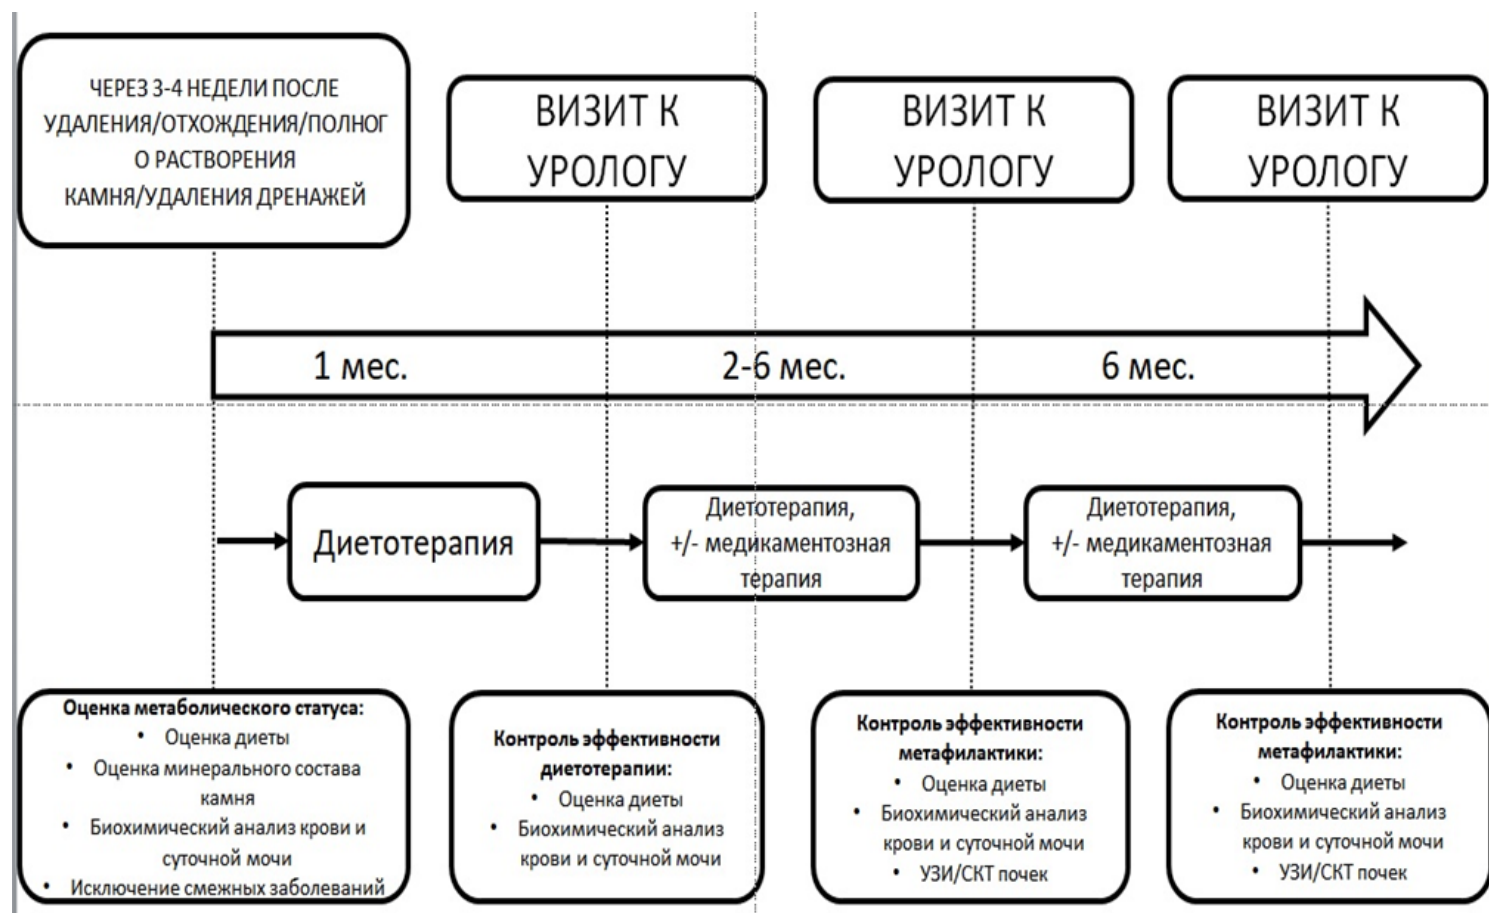 ЧЕРЕЗ 3-4 НЕДЕЛИ ПОСЛЕ
УДАЛЕНИЯ/ОТХОЖДЕНИЯ/ПОЛНОГ
О РАСТВОРЕНИЯ
КАМНЯ/УДАЛЕНИЯ ДРЕНАЖЕЙ
ВИЗИТ К
УРОЛОГУ
ВИЗИТ К
УРОЛОГУ
ВИЗИТ К
УРОЛОГУ
1 мес.
2-6 мес.
6 мес.
Диетотерапия
Диетотерапия,
+/- медикаментозная
терапия
Диетотерапия,
+/- медикаментозная
терапия
Оценка метаболического статуса:
• Оценка диеты
• Оценка минерального состава
камня
• Биохимический анализ крови и
суточной мочи
• Исключение смежных заболеваний
Контроль эффективности
диетотерапии:
• Оценка диеты
• Биохимический анализ
крови и суточной мочи
Контроль эффективности
метафилактики:
• Оценка диеты
• Биохимический анализ
крови и суточной мочи
• УЗИ/СКТ почек
Контроль эффективности
метафилактики:
• Оценка диеты
• Биохимический анализ
крови и суточной мочи
• УЗИ/СКТ почек